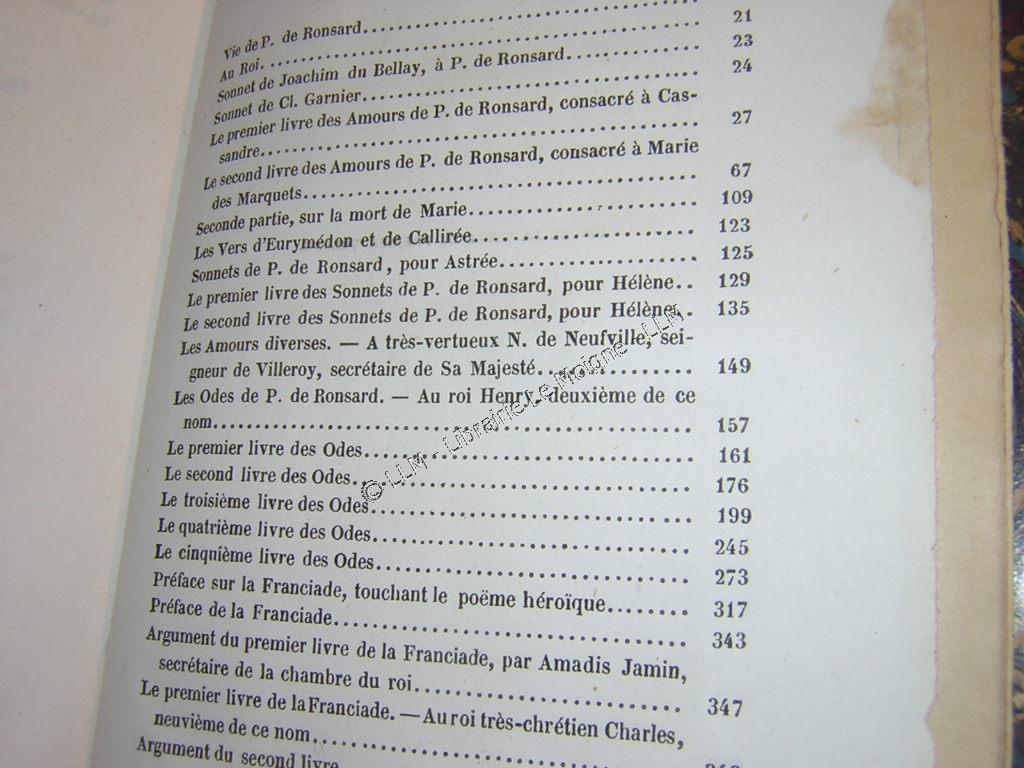 Vie de P. de Ronsard
Au Roi 21
Sonnet de Joachim du Bellay, à P. de Ronsard 23
Sonnet de Cl. Garnier 24
Le premier livre des Amours de P. de Ronsard, consacré à Cas-
sandre 27
Le second livre des Amours de P. de Ronsard, consacré à Marie
des Marquets 67
Seconde partie, sur la mort de Marie 109
Les Vers d'Eurymédon et de Callirée 123
Sonnets de P. de Ronsard, pour Astrée 125
Le premier livre des Sonnets de P. de Ronsard, pour Hélène.. 129
Le second livre des Sonnets de P. de Ronsard, pour Hélène.. 135
Les Amours diverses. — A très-vertueux N. de Neufville, sei-
gneur de Villeroy, secrétaire de Sa Majesté 149
Les Odes de P. de Ronsard. — Au roi Henry, deuxième de ce
nom 157
Le premier livre des Odes 161
Le second livre des Odes 176
Le troisième livre des Odes 199
Le quatrième livre des Odes 245
Le cinquième livre des Odes 273
Préface sur la Franciade, touchant le poëme héroïque 317
Préface de la Franciade 343
Argument du premier livre de la Franciade, par Amadis Jamin,
secrétaire de la chambre du roi 347
Le premier livre de la Franciade. — Au roi très-chrétien Charles,
neuvième de ce nom
Argument du second livre
© LLM - Librairie Le Moigne - LLM